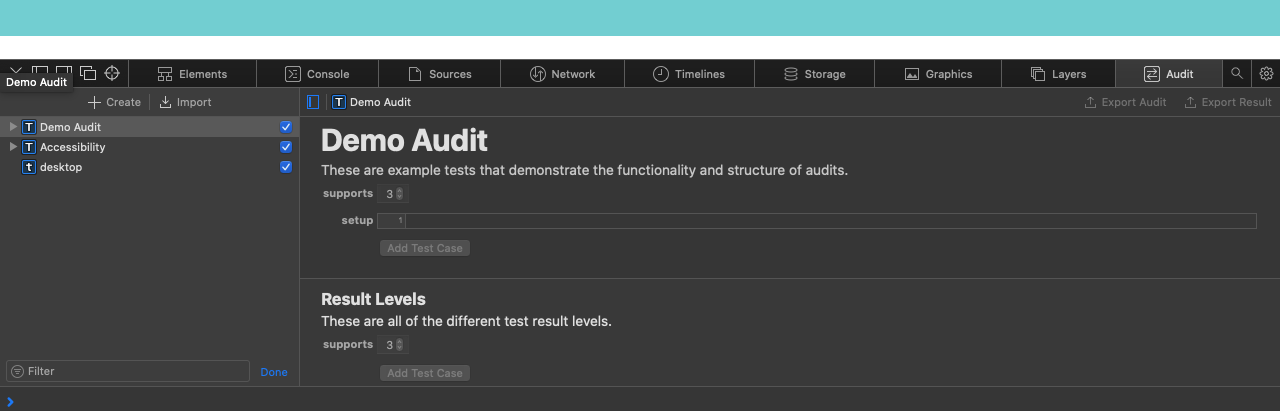 Demo Audit
Elements
Console
Sources
Network
Timelines
Storage
Graphics
Layers
Audit
Create
Import
T Demo Audit
Export Audit
Export Result
T Demo Audit
T Accessibility
t desktop
Demo Audit
These are example tests that demonstrate the functionality and structure of audits.
supports 3
setup 1
Add Test Case
Result Levels
These are all of the different test result levels.
supports 3
Add Test Case
Filter
Done